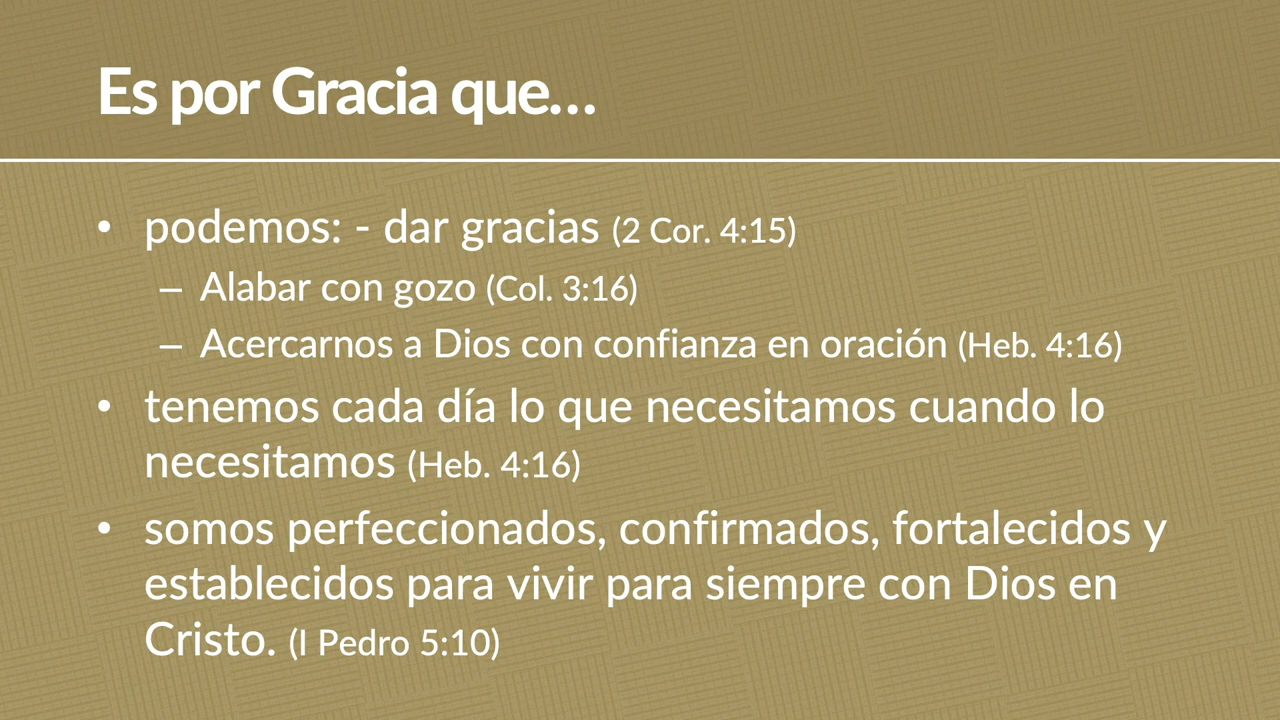 Es por Gracia que...
• podemos: - dar gracias (2 Cor. 4:15)
– Alabar con gozo (Col. 3:16)
– Acercarnos a Dios con confianza en oración (Heb. 4:16)
• tenemos cada día lo que necesitamos cuando lo
necesitamos (Heb. 4:16)
• somos perfeccionados, confirmados, fortalecidos y
establecidos para vivir para siempre con Dios en
Cristo. (I Pedro 5:10)